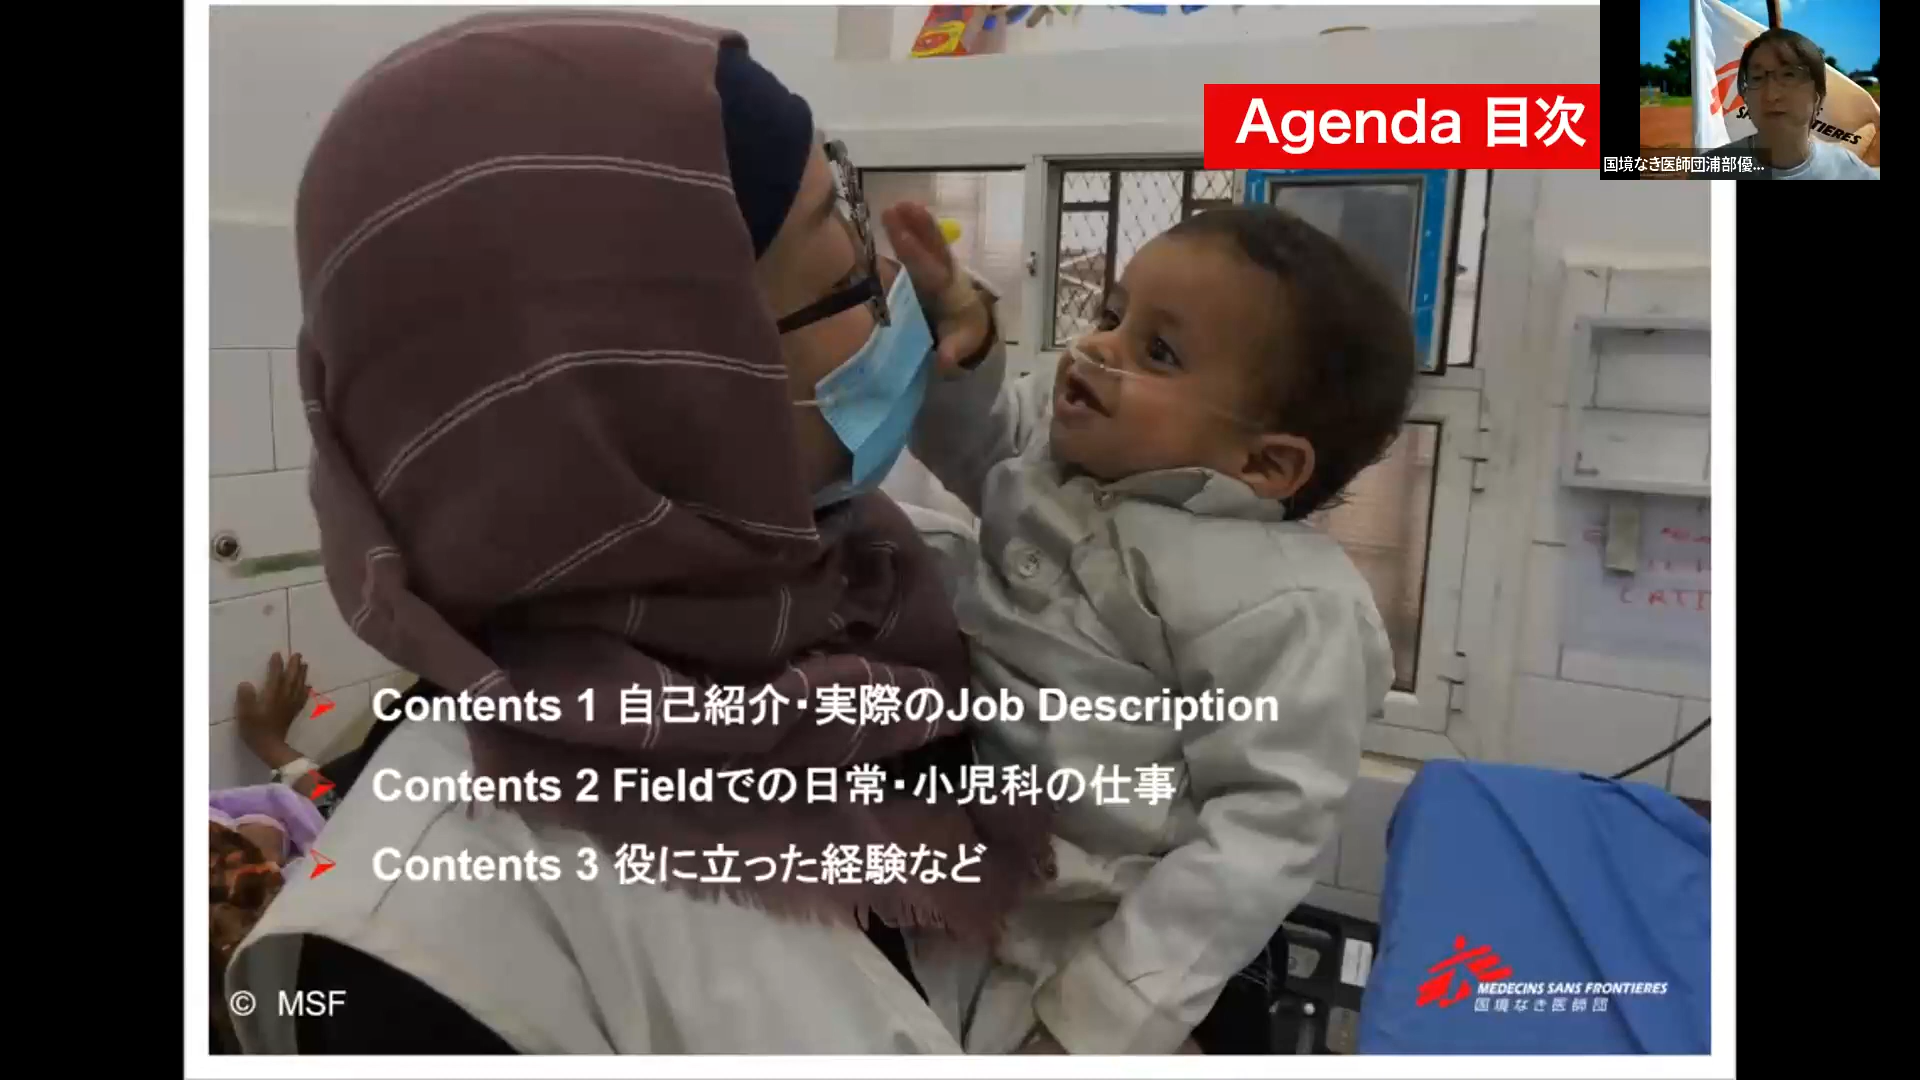 Agenda 目次
国境なき医師団浦部優...
Contents 1 自己紹介・実際のJob Description
Contents 2 Fieldでの日常・小児科の仕事
Contents 3 役に立った経験など
© MSF
MEDECINS SANS FRONTIERES
国境なき医師団